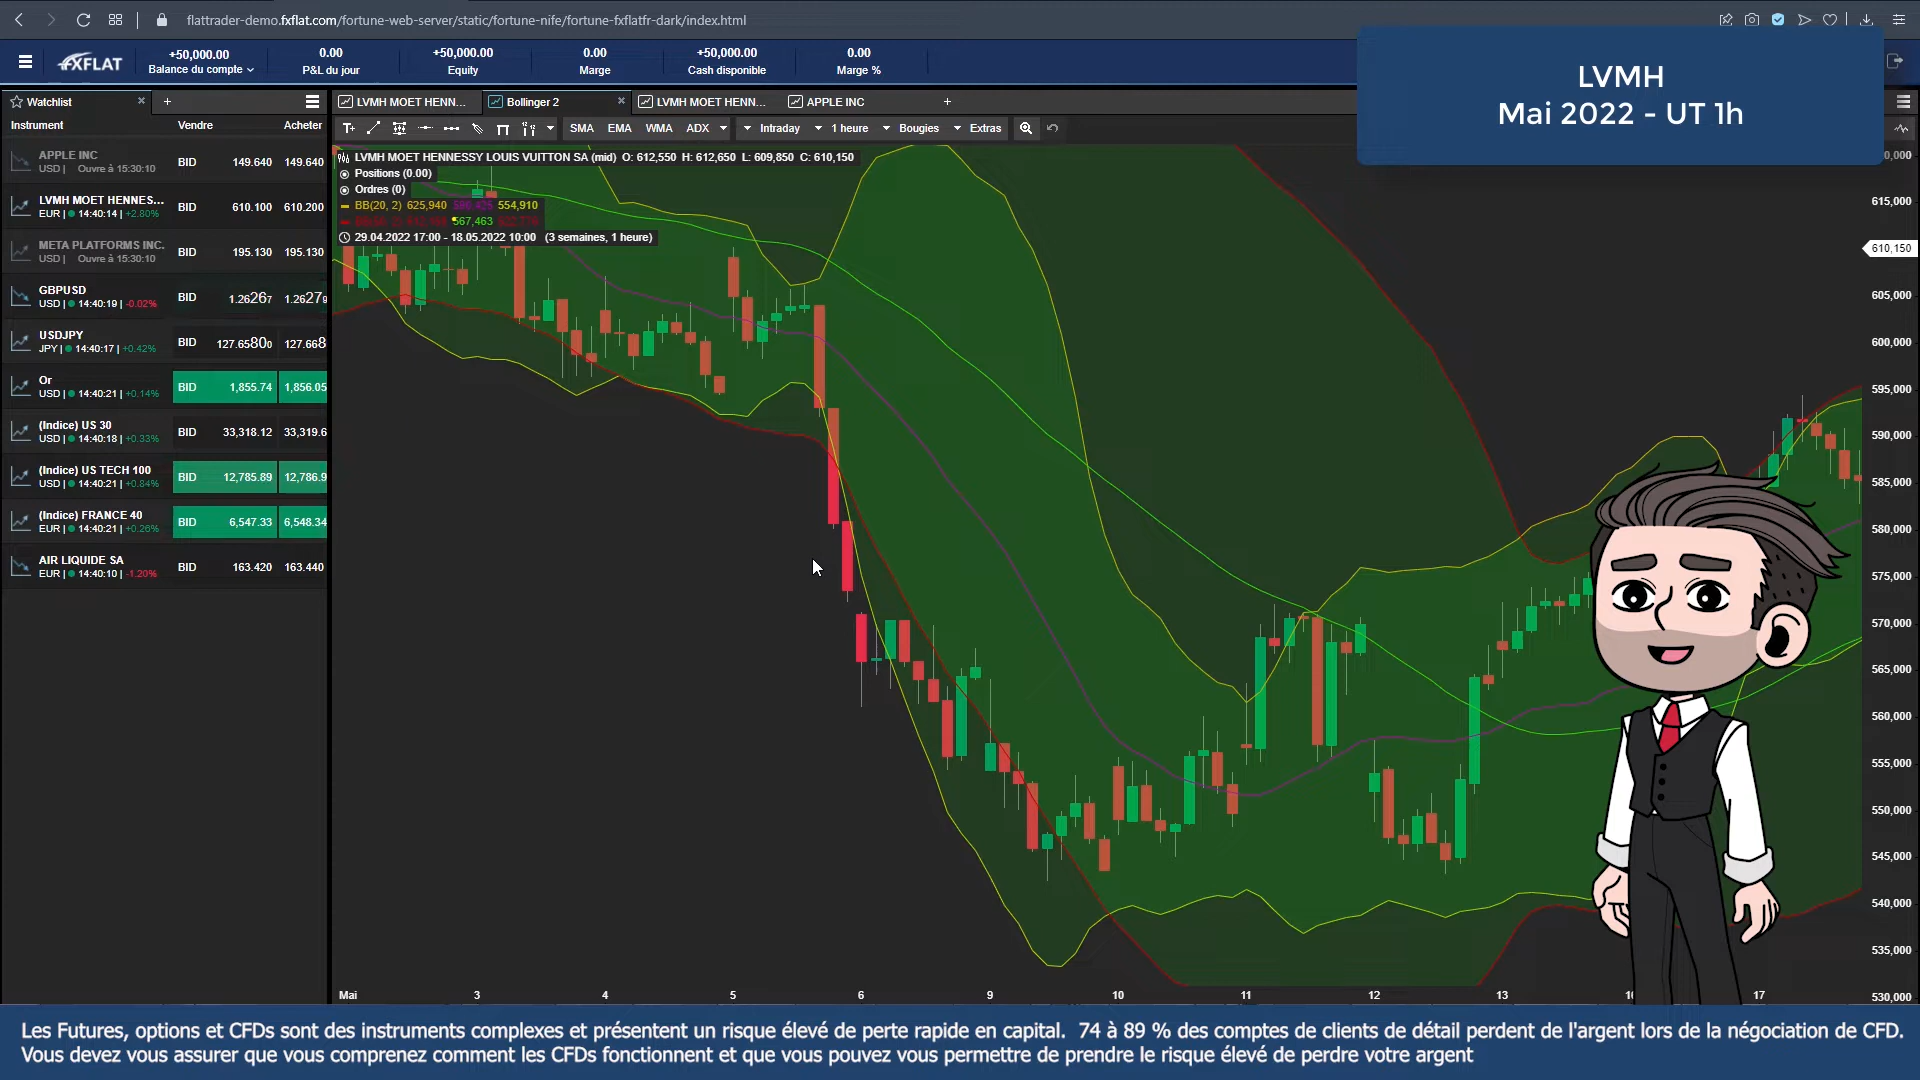 flattrader-demo.fxflat.com/fortune-web-server/static/fortune-nife/fortune-fxflatfr-dark/index.html
FXFLAT
+50,000.00 0.00 +50,000.00 0.00 +50,000.00 0.00
Balance du compte P&L du jour Equity Marge Cash disponible Marge %
LVMH
Mai 2022 - UT 1h
Watchlist
Instrument Vendre Acheter
APPLE INC
USD | Ouvre à 15:30:10
BID 149.640 149.640
LVMH MOET HENNES...
EUR | 14:40:14 | +2.80%
BID 610.100 610.200
META PLATFORMS INC.
USD | Ouvre à 15:30:10
BID 195.130 195.130
GBPUSD
USD | 14:40:19 | -0.02%
BID 1.26267 1.26279
USDJPY
JPY | 14:40:17 | +0.42%
BID 127.65800 127.668
Or
USD | 14:40:21 | +0.14%
BID 1,855.74 1,856.05
(Indice) US 30
USD | 14:40:18 | +0.33%
BID 33,318.12 33,319.6
(Indice) US TECH 100
USD | 14:40:21 | +0.84%
BID 12,785.89 12,786.9
(Indice) FRANCE 40
EUR | 14:40:21 | +0.26%
BID 6,547.33 6,548.34
AIR LIQUIDE SA
EUR | 14:40:10 | -1.20%
BID 163.420 163.440
LVMH MOET HENN... Bollinger 2 LVMH MOET HENN... APPLE INC
SMA EMA WMA ADX Intraday 1 heure Bougies Extras
LVMH MOET HENNESSY LOUIS VUITTON SA (mid) O: 612,550 H: 612,650 L: 609,850 C: 610,150
Positions (0.00)
Ordres (0)
BB(20, 2) 625,940 554,910
567,463
29.04.2022 17:00 - 18.05.2022 10:00 (3 semaines, 1 heure)
615,000
610,150
605,000
600,000
595,000
590,000
585,000
580,000
575,000
570,000
565,000
560,000
555,000
550,000
545,000
540,000
535,000
530,000
Mai 3 4 5 6 9 10 11 12 13 17
Les Futures, options et CFDs sont des instruments complexes et présentent un risque élevé de perte rapide en capital. 74 à 89 % des comptes de clients de détail perdent de l'argent lors de la négociation de CFD.
Vous devez vous assurer que vous comprenez comment les CFDs fonctionnent et que vous pouvez vous permettre de prendre le risque élevé de perdre votre argent